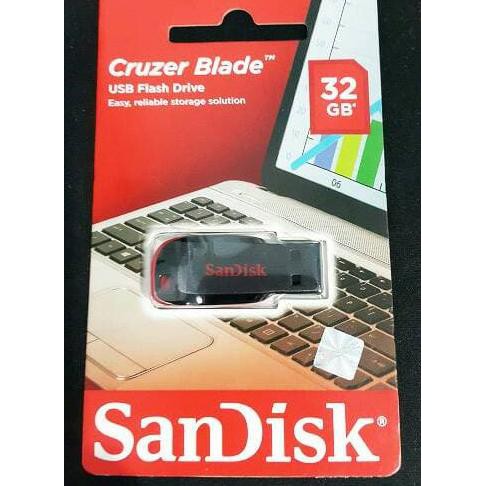 Cruzer Blade™
USB Flash Drive
Easy, reliable storage solution
32
GB*
06
SanDisk
SanDisk®